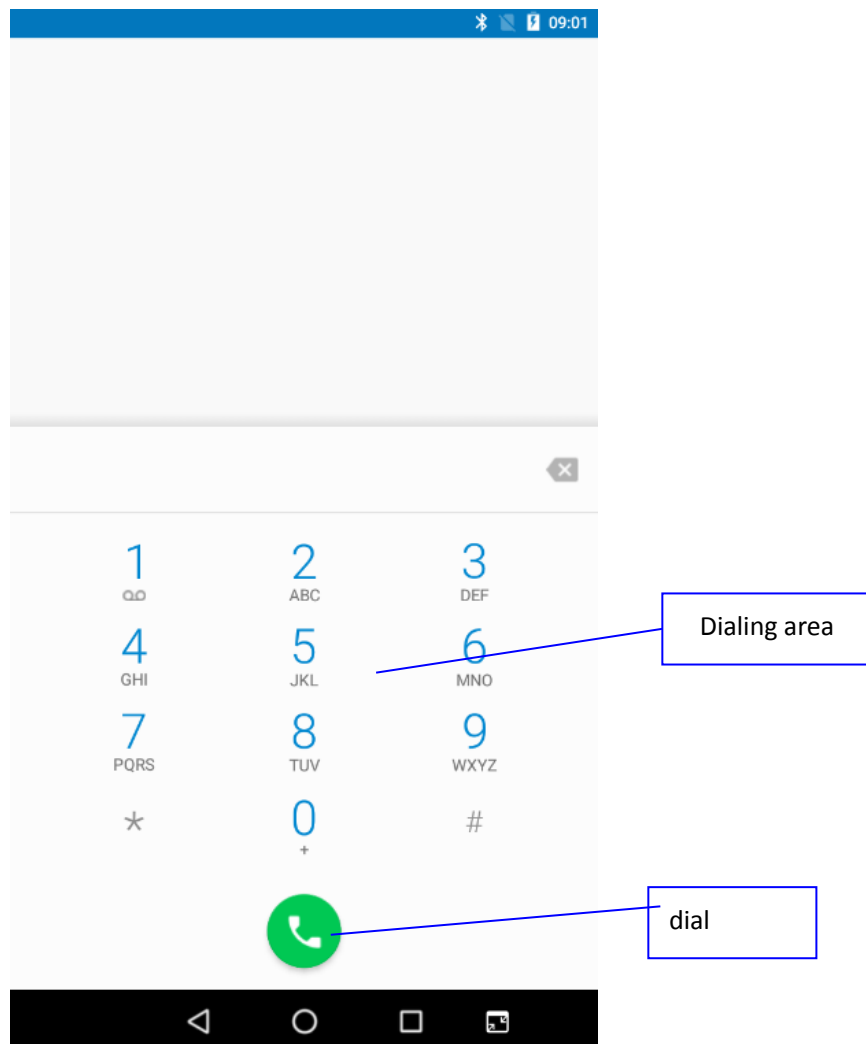 09:01
1 2 3
ABC DEF
Dialing area
4 5 6
GHI JKL MNO
7 8 9
PQRS TUV WXYZ
* 0 #
+
dial